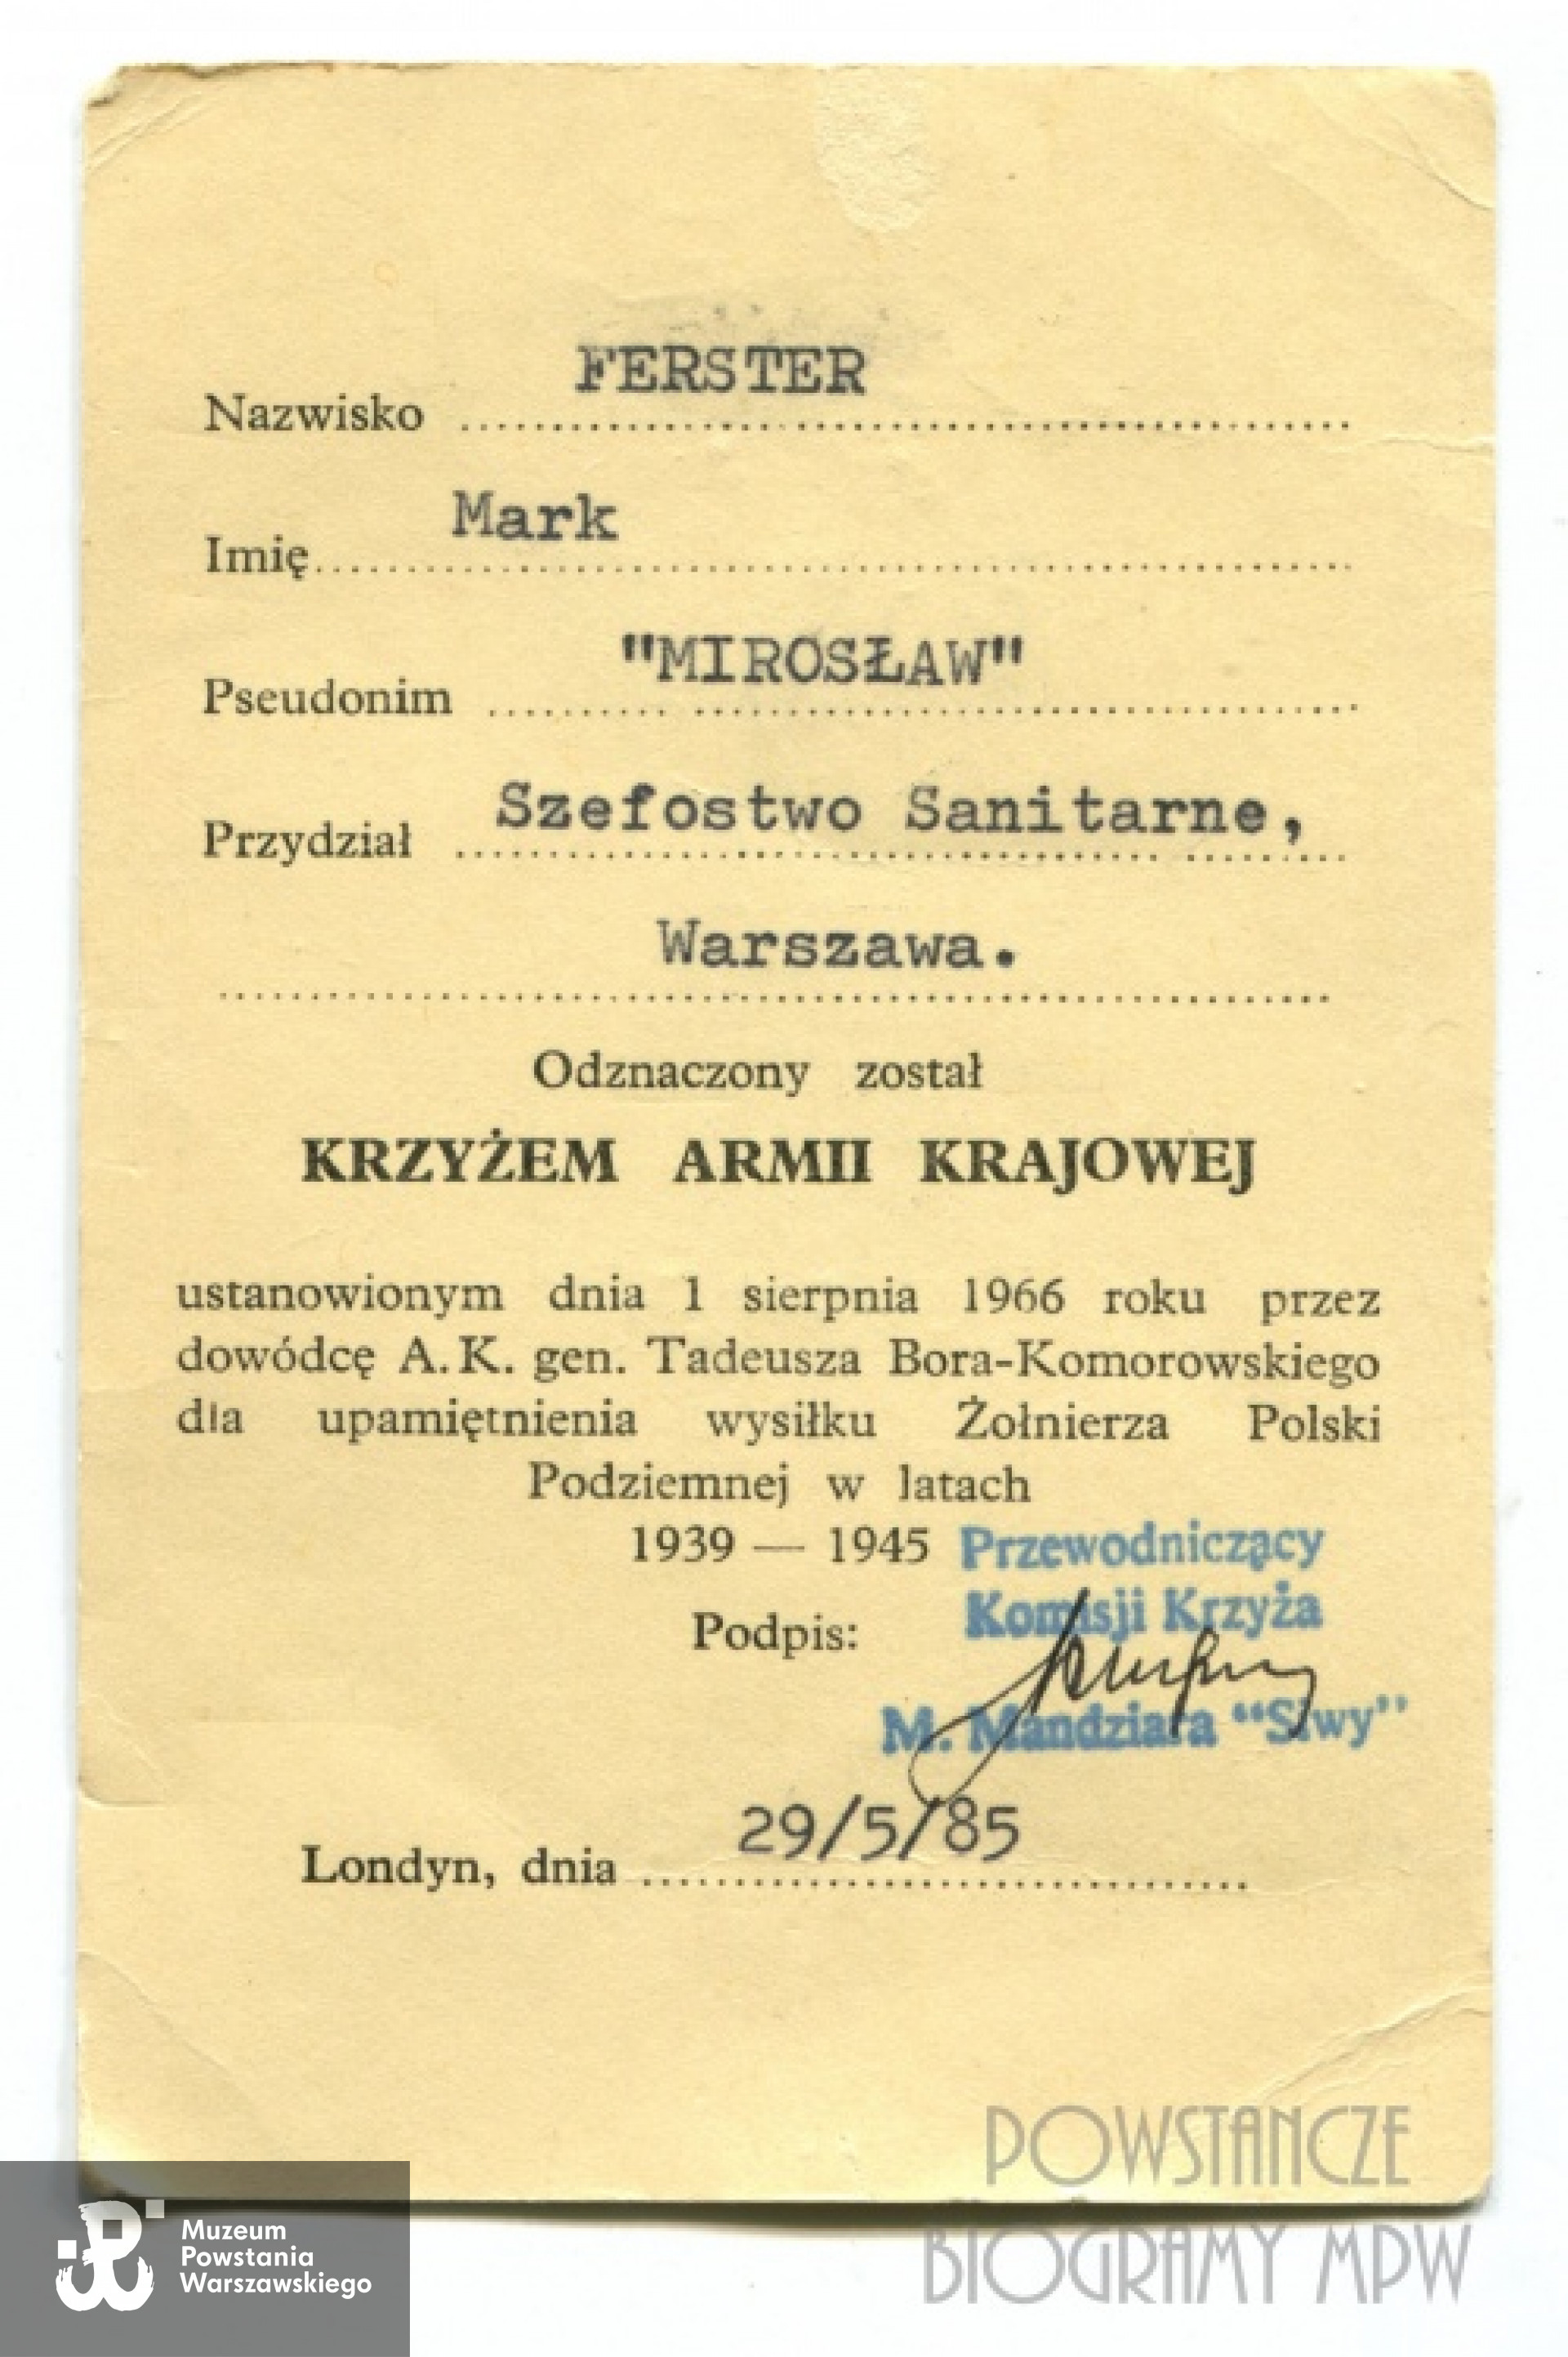 FERSTER
Nazwisko
Mark
Imię
"MIROSŁAW"
Pseudonim
Szefostwo Sanitarne,
Przydział
Warszawa.
Odznaczony został
KRZYŻEM ARMII KRAJOWEJ
ustanowionym dnia 1 sierpnia 1966 roku przez
dowódcę A. K. gen. Tadeusza Bora-Komorowskiego
dla upamiętnienia wysiłku Żołnierza Polski
Podziemnej w latach
1939 — 1945 Przewodniczący
Komisji Krzyża
Podpis:
M. Mandziara “Siwy”
29/5/85
Londyn, dnia
POWSTAŃCZE
BIOGRAMY MPW
Muzeum
Powstania
Warszawskiego